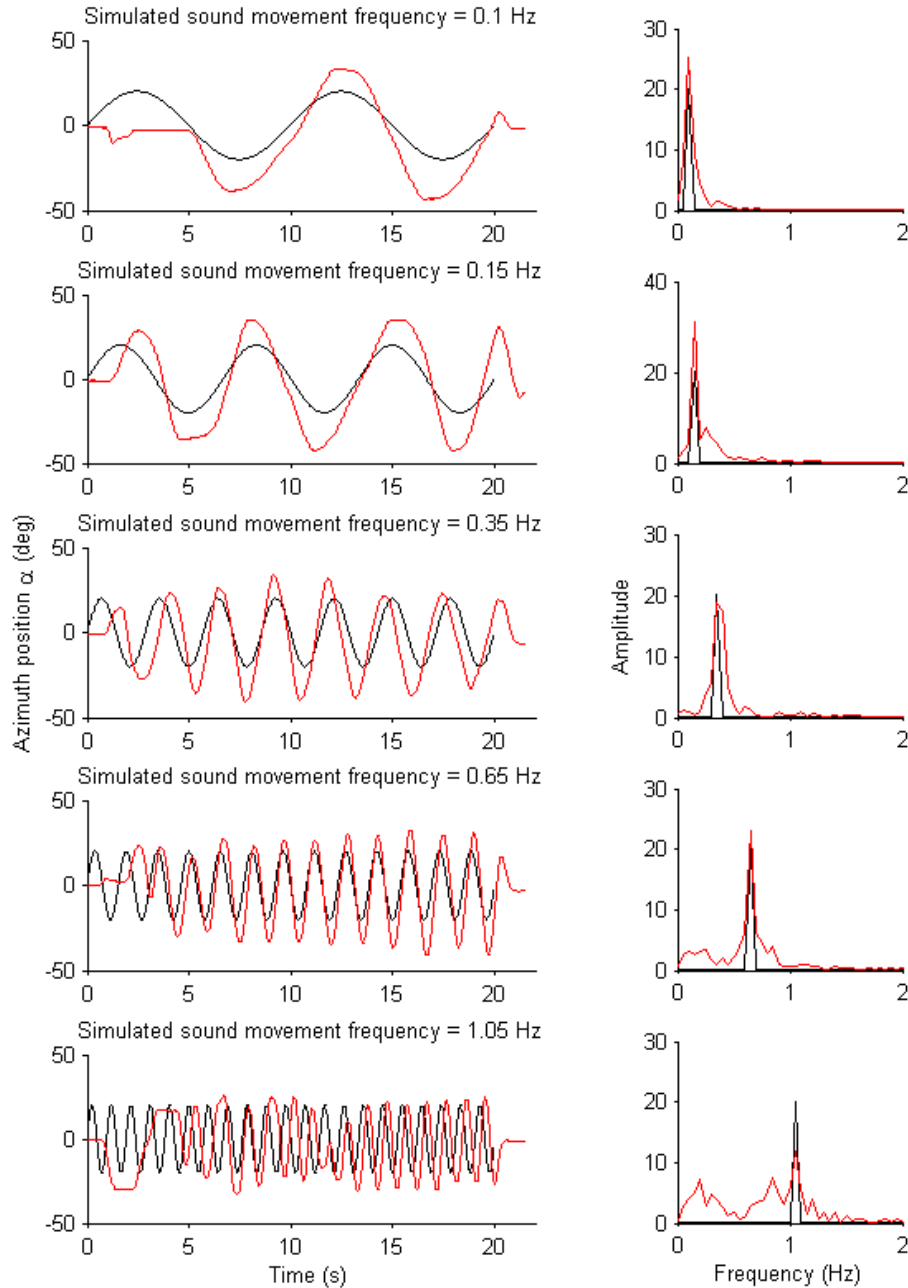 Simulated sound movement frequency = 0.1 Hz
50
0
-50
0 5 10 15 20
30
20
10
0
0 1 2
Simulated sound movement frequency = 0.15 Hz
50
0
-50
0 5 10 15 20
40
20
0
0 1 2
Simulated sound movement frequency = 0.35 Hz
50
0
-50
0 5 10 15 20
30
20
10
0
0 1 2
Azimuth position α (deg)
Amplitude
Simulated sound movement frequency = 0.65 Hz
50
0
-50
0 5 10 15 20
30
20
10
0
0 1 2
Simulated sound movement frequency = 1.05 Hz
50
0
-50
0 5 10 15 20
Time (s)
30
20
10
0
0 1 2
Frequency (Hz)